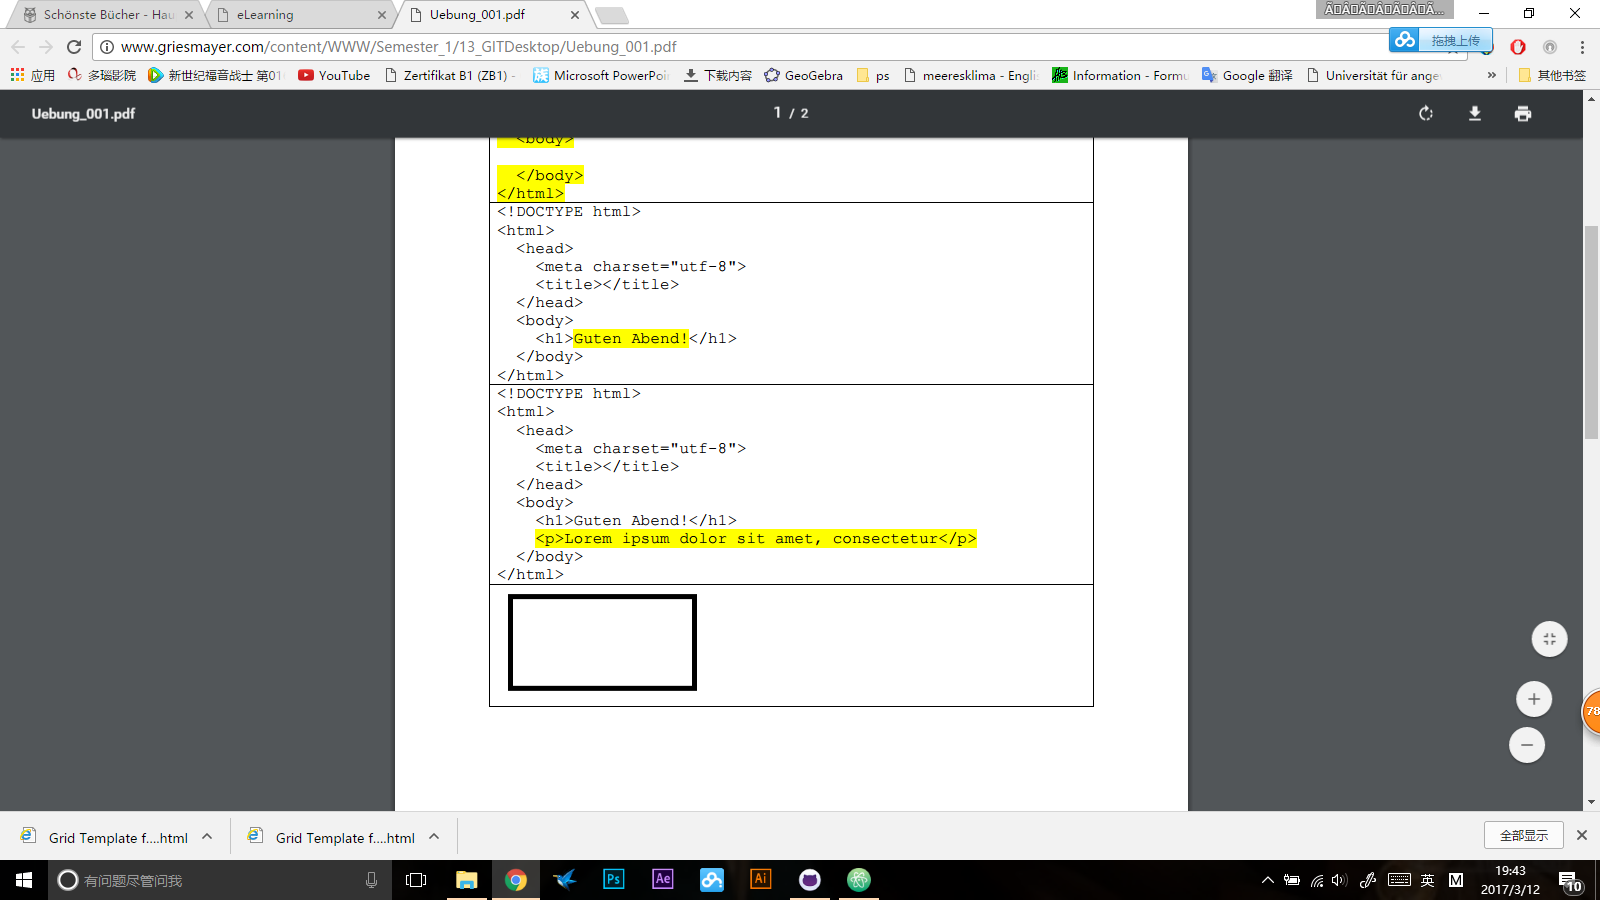 Schönste Bücher - Hau
eLearning
Uebung_001.pdf
www.griesmayer.com/content/WWW/Semester_1/13_GITDesktop/Uebung_001.pdf
拖拽上传
应用
多瑙影院
新世纪福音战士 第01
YouTube
Zertifikat B1 (ZB1) -
Microsoft PowerPoi
下载内容
GeoGebra
ps
meeresklima - Engli
Information - Formu
Google 翻译
Universität für ange
»
其他书签
Uebung_001.pdf
1 / 2
<body>
</body>
</html>
<!DOCTYPE html>
<html>
<head>
<meta charset="utf-8">
<title></title>
</head>
<body>
<h1>Guten Abend!</h1>
</body>
</html>
<!DOCTYPE html>
<html>
<head>
<meta charset="utf-8">
<title></title>
</head>
<body>
<h1>Guten Abend!</h1>
<p>Lorem ipsum dolor sit amet, consectetur</p>
</body>
</html>
78
Grid Template f....html
Grid Template f....html
全部显示
有问题尽管问我
Ps
Ae
Ai
英
M
19:43
2017/3/12
10